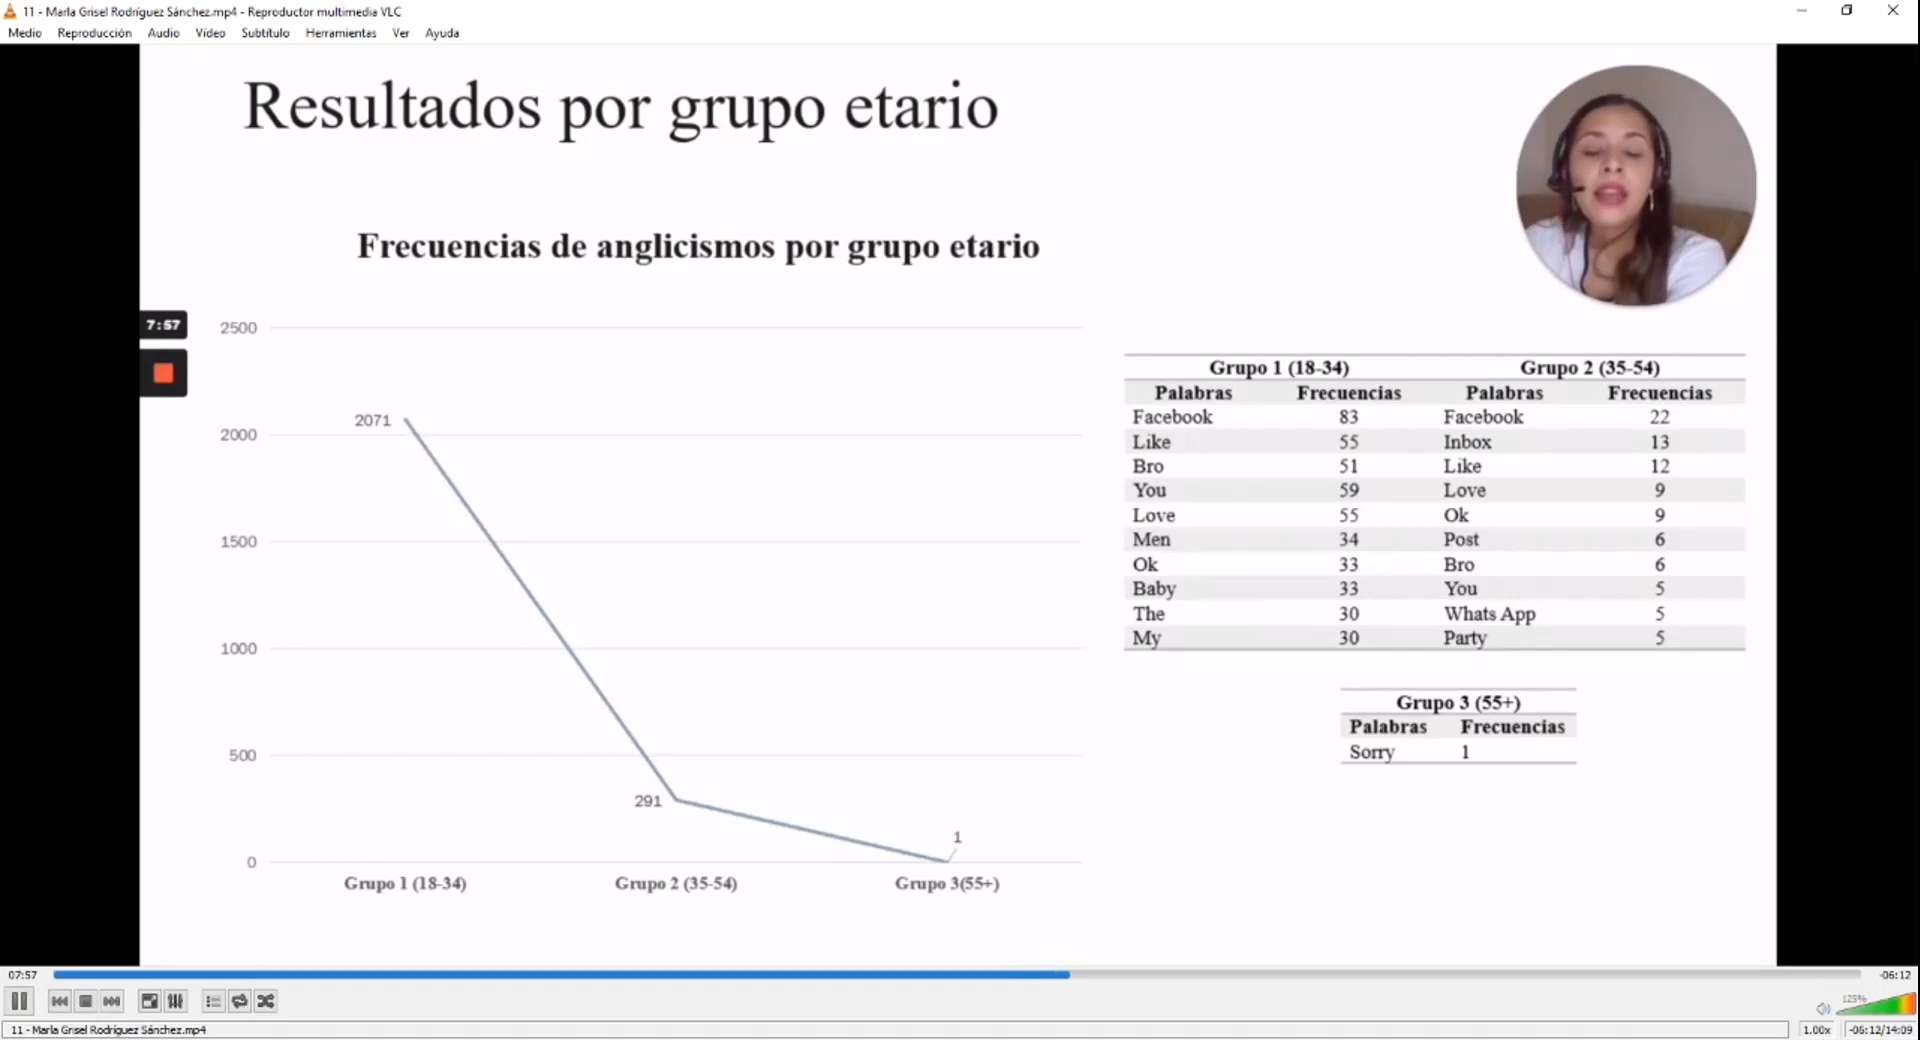 11 - Marla Grisel Rodríguez Sánchez.mp4 - Reproductor multimedia VLC
Medio Reproducción Audio Vídeo Subtítulo Herramientas Ver Ayuda
Resultados por grupo etario
Frecuencias de anglicismos por grupo etario
7:57
2500
2000
1500
1000
500
0
2071
291
1
Grupo 1 (18-34) Grupo 2 (35-54) Grupo 3(55+)
Grupo 1 (18-34) Grupo 2 (35-54)
Palabras Frecuencias Palabras Frecuencias
Facebook 83 Facebook 22
Like 55 Inbox 13
Bro 51 Like 12
You 59 Love 9
Love 55 Ok 9
Men 34 Post 6
Ok 33 Bro 6
Baby 33 You 5
The 30 Whats App 5
My 30 Party 5
Grupo 3 (55+)
Palabras Frecuencias
Sorry 1
07:57 -06:12
125%
11 - Marla Grisel Rodríguez Sánchez.mp4 1.00x -06:12/14:09